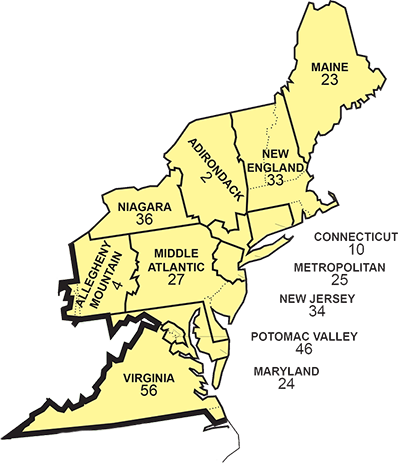 MAINE
23
ADIRONDACK
2
NEW
ENGLAND
33
NIAGARA
36
CONNECTICUT
10
ALLEGHENY
MOUNTAIN
4
MIDDLE
ATLANTIC
27
METROPOLITAN
25
NEW JERSEY
34
POTOMAC VALLEY
46
MARYLAND
24
VIRGINIA
56